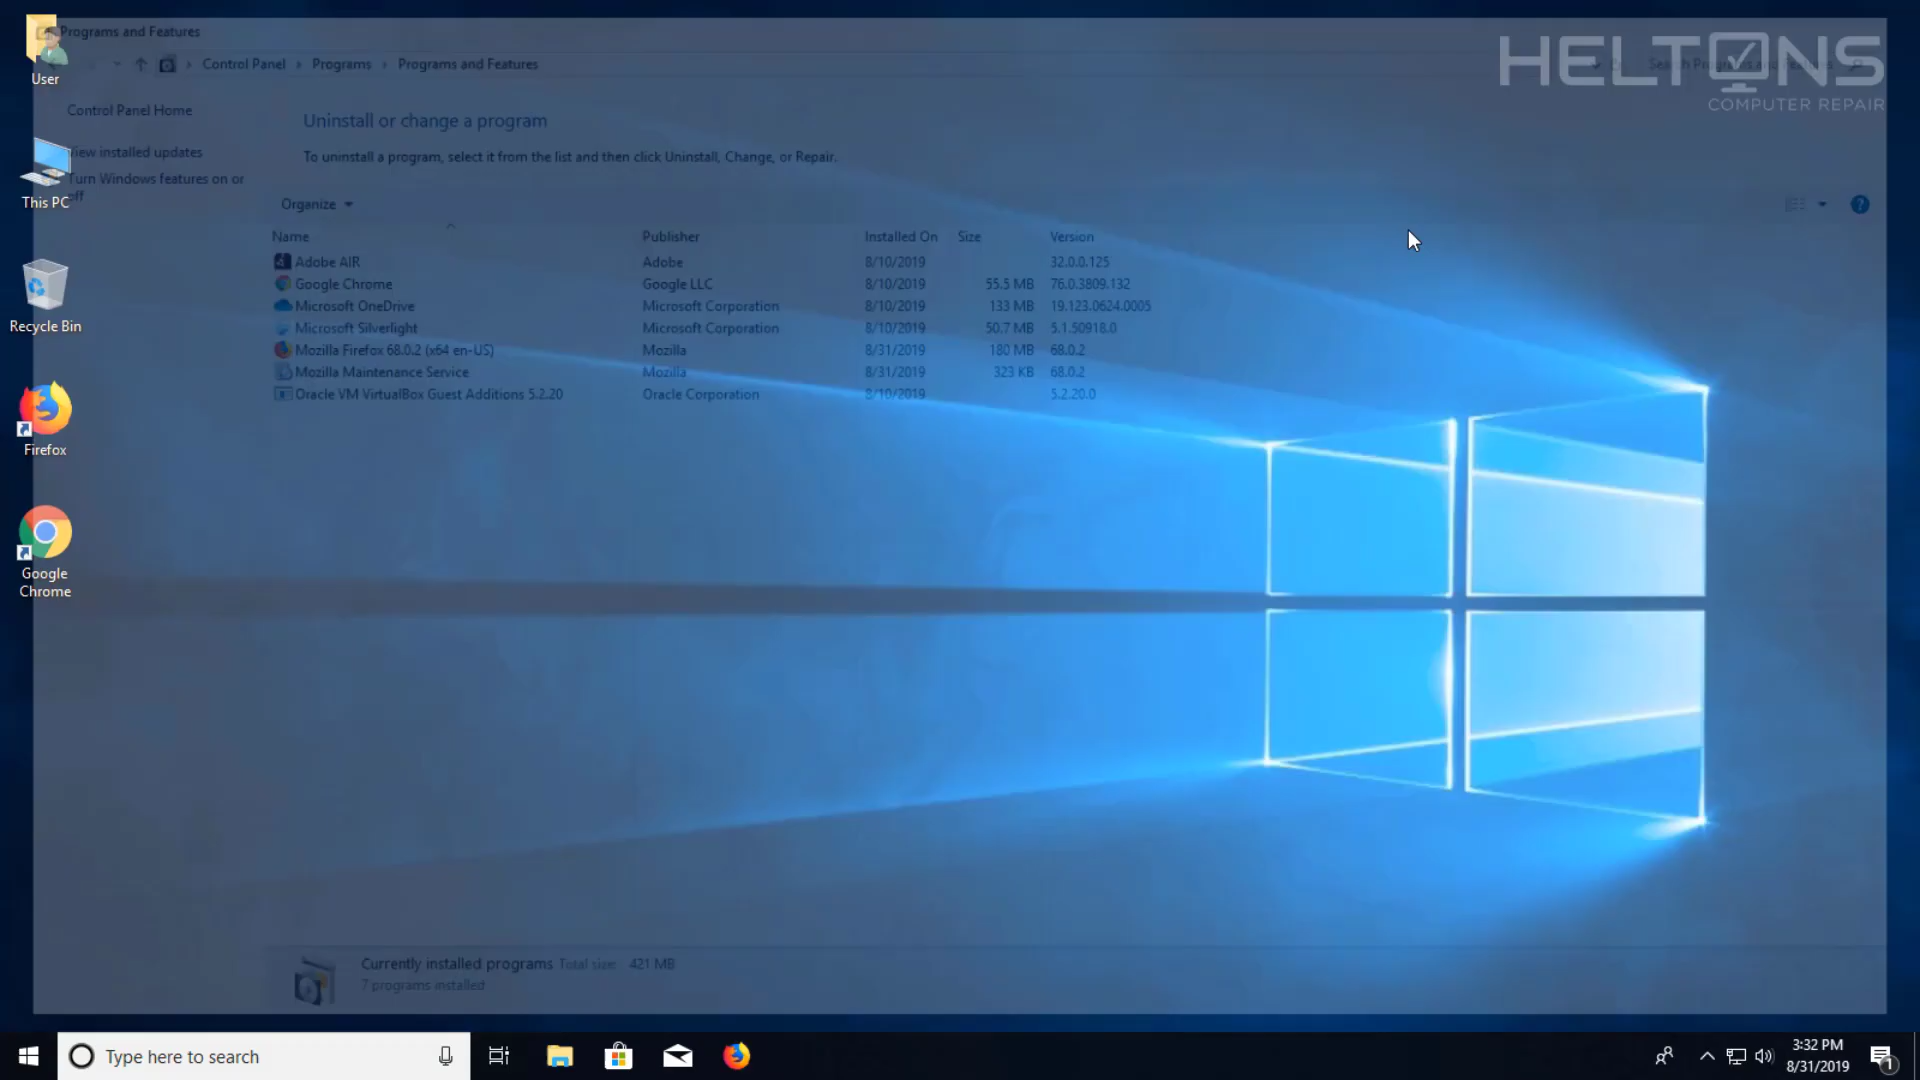 Programs and Features
Control Panel
Programs
Programs and Features
Search Programs and Features
HELTONS
COMPUTER REPAIR
User
This PC
Recycle Bin
Firefox
Google
Chrome
Control Panel Home
View installed updates
Turn Windows features on or
off
Uninstall or change a program
To uninstall a program, select it from the list and then click Uninstall, Change, or Repair.
Organize
Name Publisher Installed On Size Version
Adobe AIR Adobe 8/10/2019 32.0.0.125
Google Chrome Google LLC 8/10/2019 55.5 MB 76.0.3809.132
Microsoft OneDrive Microsoft Corporation 8/10/2019 133 MB 19.123.0624.0005
Microsoft Silverlight Microsoft Corporation 8/10/2019 50.7 MB 5.1.50918.0
Mozilla Firefox 68.0.2 (x64 en-US) Mozilla 8/31/2019 180 MB 68.0.2
Mozilla Maintenance Service Mozilla 8/31/2019 323 KB 68.0.2
Oracle VM VirtualBox Guest Additions 5.2.20 Oracle Corporation 8/10/2019 5.2.20.0
Currently installed programs Total size: 421 MB
7 programs installed
Type here to search
3:32 PM
8/31/2019
1